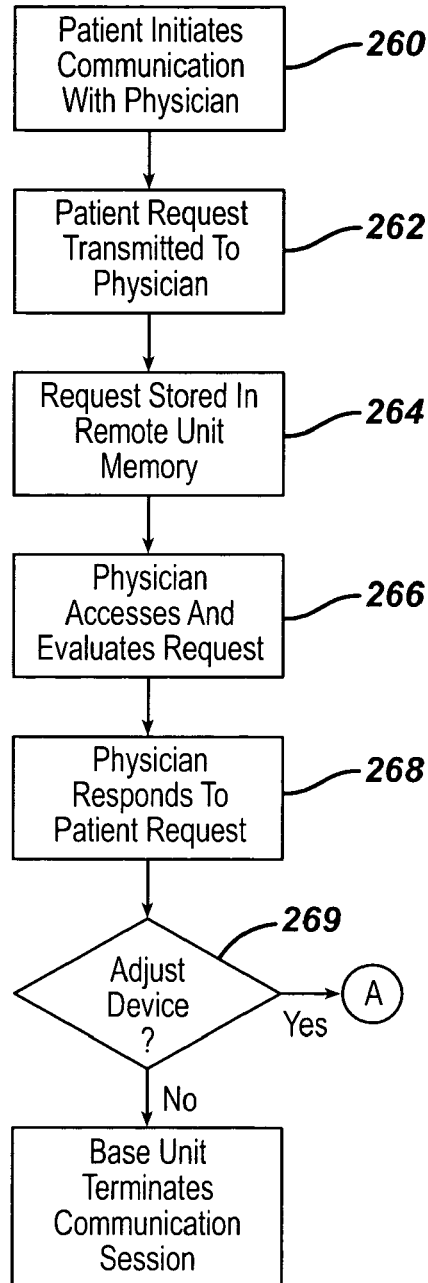 Patient Initiates
Communication
With Physician
260
Patient Request
Transmitted To
Physician
262
Request Stored In
Remote Unit
Memory
264
Physician
Accesses And
Evaluates Request
266
Physician
Responds To
Patient Request
268
269
Adjust
Device
?
Yes
A
No
Base Unit
Terminates
Communication
Session